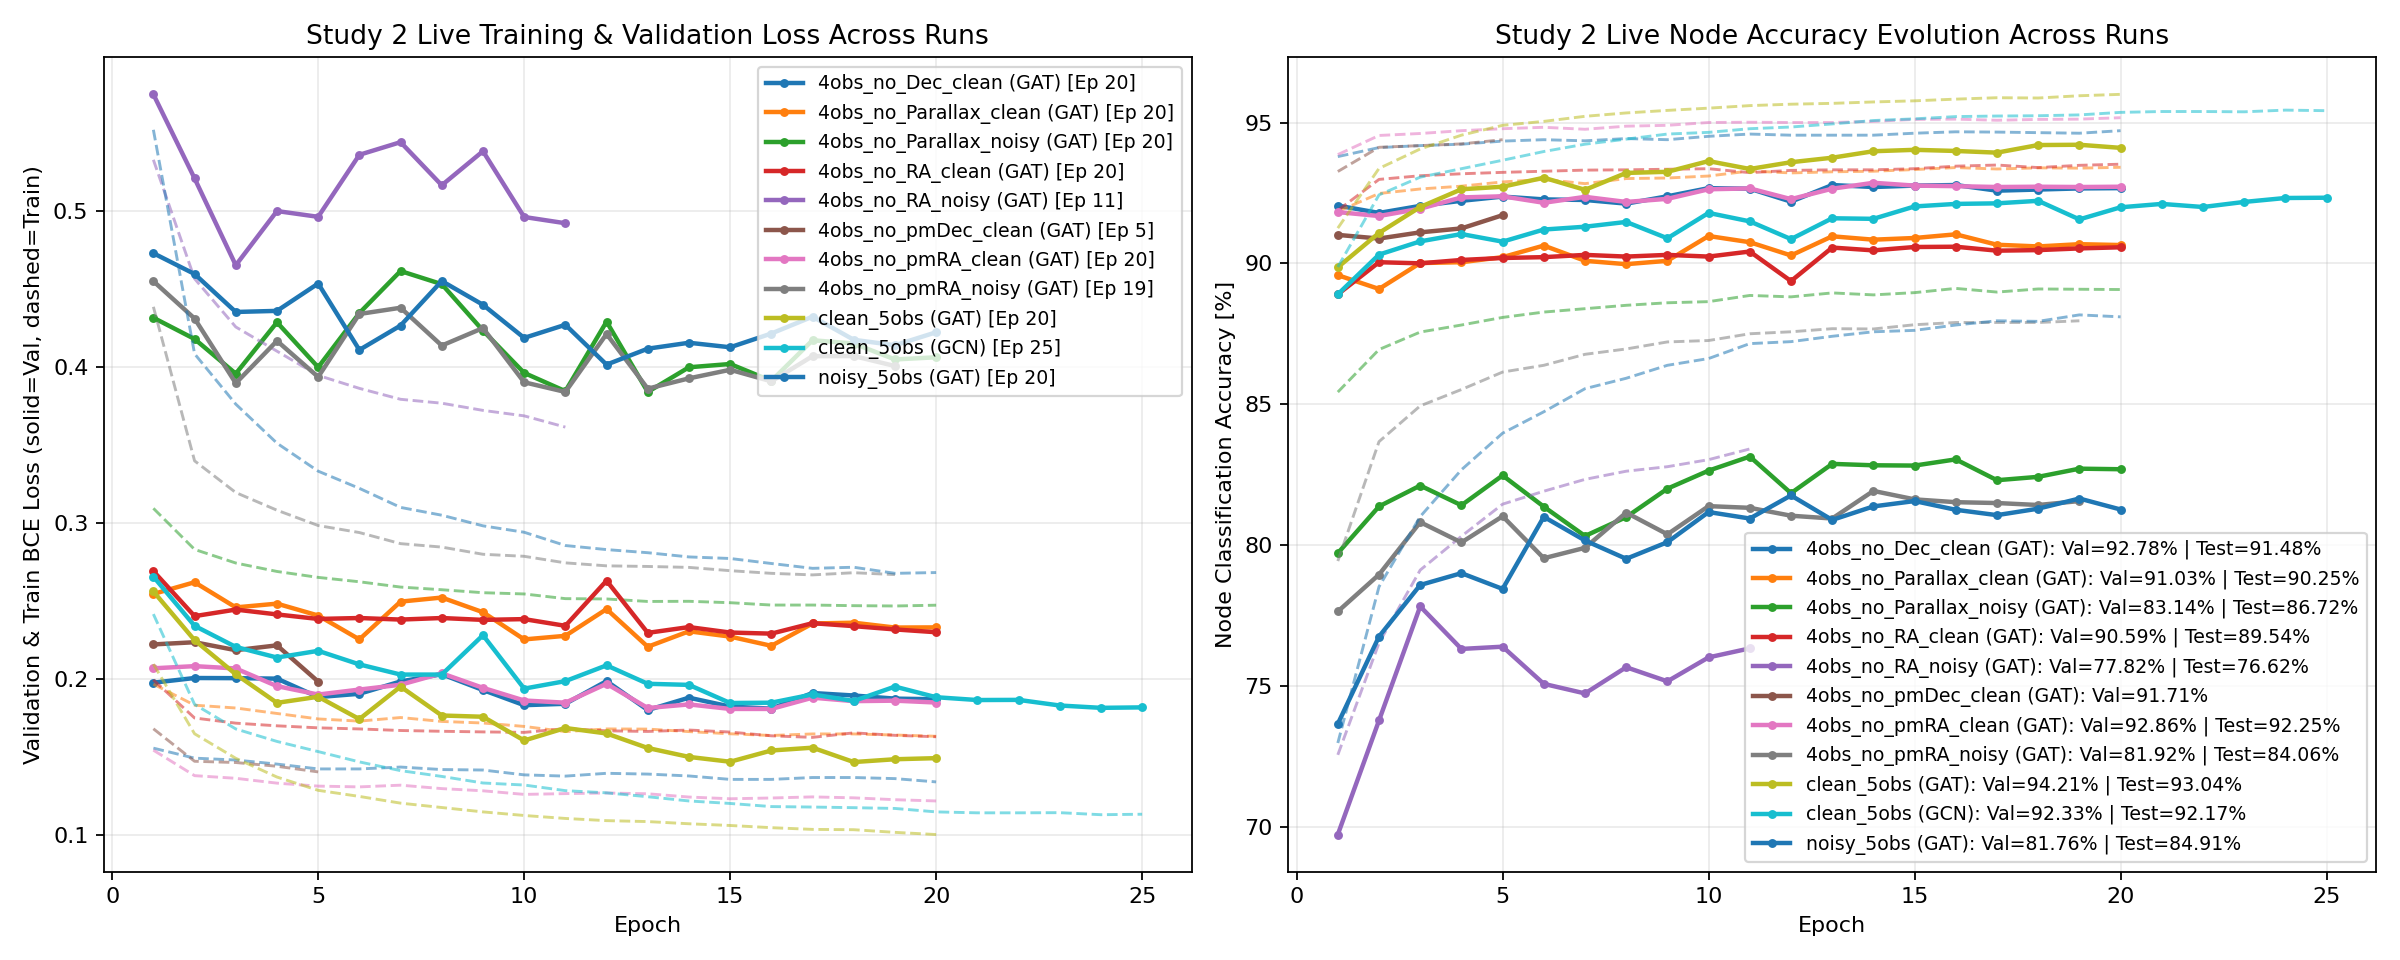 Study 2 Live Training & Validation Loss Across Runs
Validation & Train BCE Loss (solid=Val, dashed=Train)
0.5
0.4
0.3
0.2
0.1
4obs_no_Dec_clean (GAT) [Ep 20]
4obs_no_Parallax_clean (GAT) [Ep 20]
4obs_no_Parallax_noisy (GAT) [Ep 20]
4obs_no_RA_clean (GAT) [Ep 20]
4obs_no_RA_noisy (GAT) [Ep 11]
4obs_no_pmDec_clean (GAT) [Ep 5]
4obs_no_pmRA_clean (GAT) [Ep 20]
4obs_no_pmRA_noisy (GAT) [Ep 19]
clean_5obs (GAT) [Ep 20]
clean_5obs (GCN) [Ep 25]
noisy_5obs (GAT) [Ep 20]
0 5 10 15 20 25
Epoch
Study 2 Live Node Accuracy Evolution Across Runs
Node Classification Accuracy [%]
95
90
85
80
75
70
4obs_no_Dec_clean (GAT): Val=92.78% | Test=91.48%
4obs_no_Parallax_clean (GAT): Val=91.03% | Test=90.25%
4obs_no_Parallax_noisy (GAT): Val=83.14% | Test=86.72%
4obs_no_RA_clean (GAT): Val=90.59% | Test=89.54%
4obs_no_RA_noisy (GAT): Val=77.82% | Test=76.62%
4obs_no_pmDec_clean (GAT): Val=91.71%
4obs_no_pmRA_clean (GAT): Val=92.86% | Test=92.25%
4obs_no_pmRA_noisy (GAT): Val=81.92% | Test=84.06%
clean_5obs (GAT): Val=94.21% | Test=93.04%
clean_5obs (GCN): Val=92.33% | Test=92.17%
noisy_5obs (GAT): Val=81.76% | Test=84.91%
0 5 10 15 20 25
Epoch